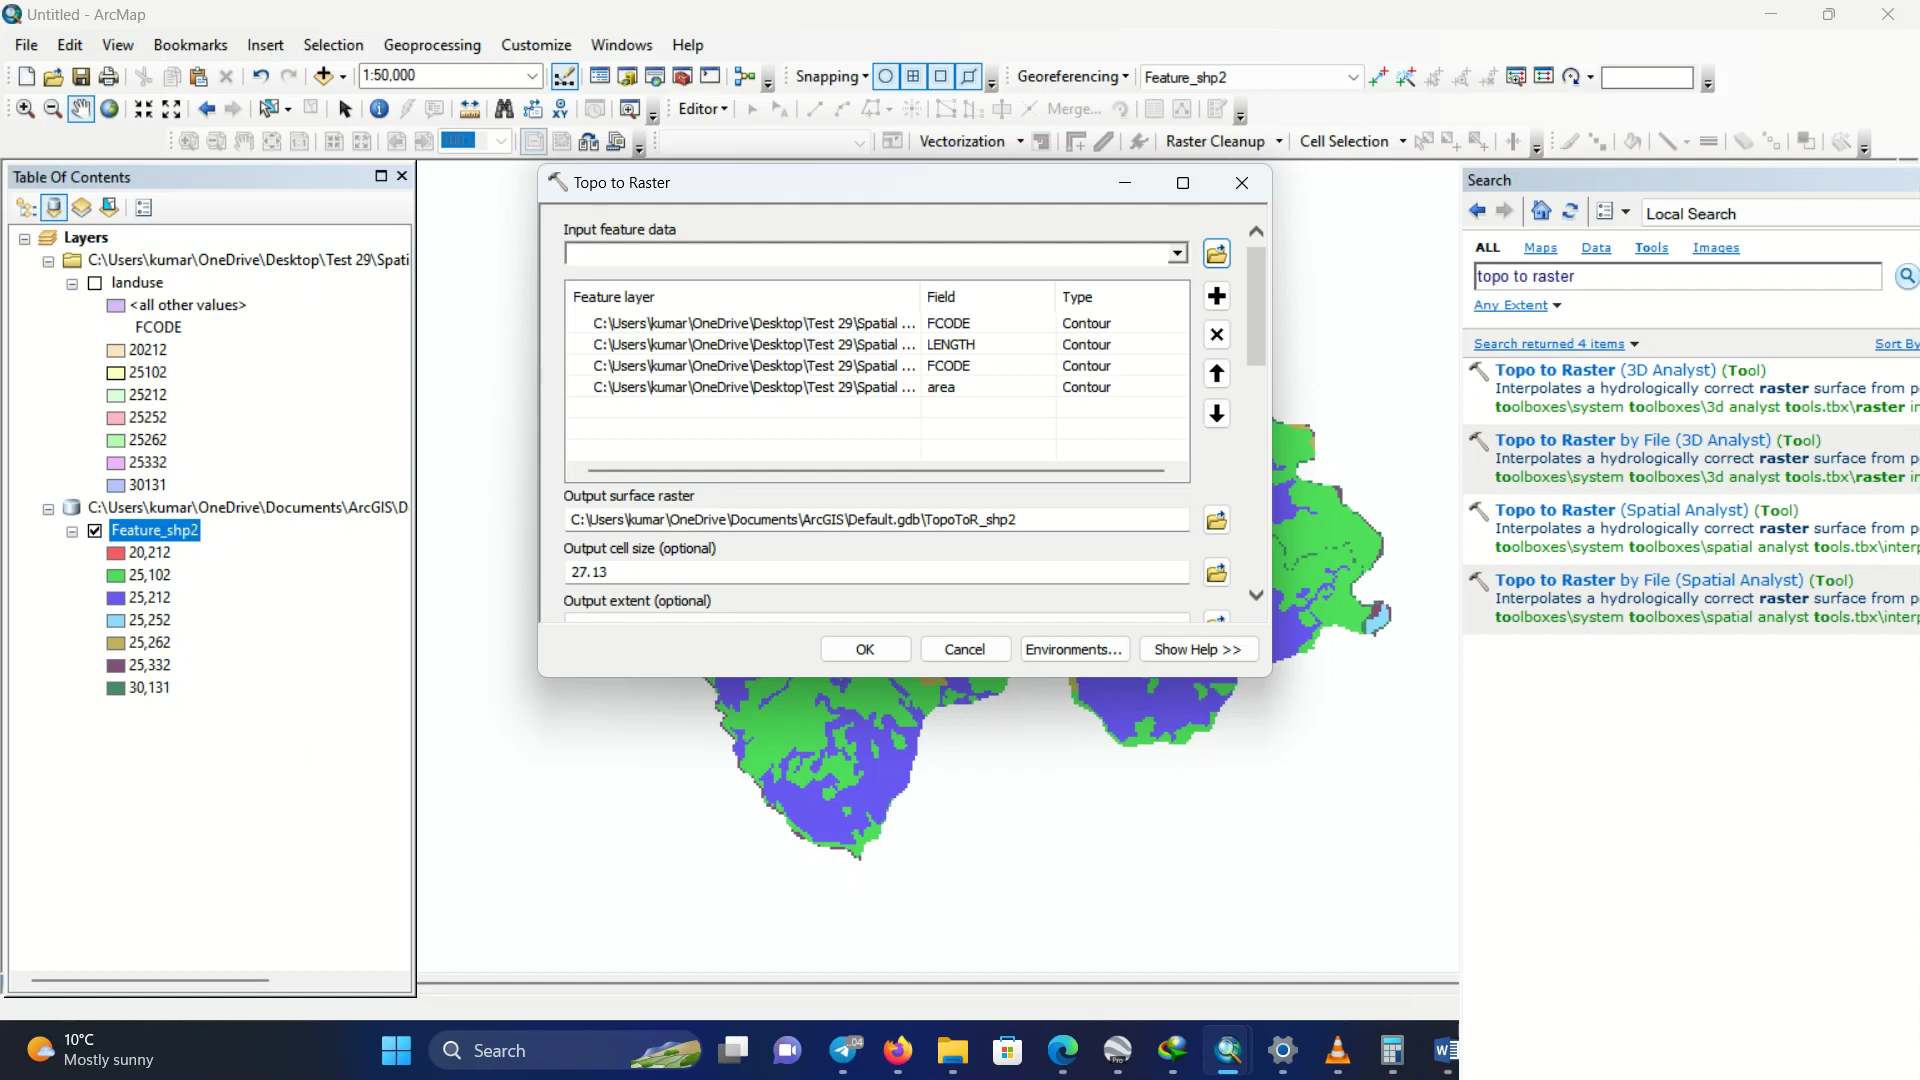 Untitled - ArcMap
File Edit View Bookmarks Insert Selection Geoprocessing Customize Windows Help
1:50,000 Snapping Georeferencing Feature_shp2
Editor Merge...
100% Vectorization Raster Cleanup Cell Selection
Table Of Contents
Layers
C:\Users\kumar\OneDrive\Desktop\Test 29\Spati
landuse
<all other values>
FCODE
20212
25102
25212
25252
25262
25332
30131
C:\Users\kumar\OneDrive\Documents\ArcGIS\D
Feature_shp2
20,212
25,102
25,212
25,252
25,262
25,332
30,131
Topo to Raster
Input feature data
Feature layer Field Type
C:\Users\kumar\OneDrive\Desktop\Test 29\Spatial ... FCODE Contour
C:\Users\kumar\OneDrive\Desktop\Test 29\Spatial ... LENGTH Contour
C:\Users\kumar\OneDrive\Desktop\Test 29\Spatial ... FCODE Contour
C:\Users\kumar\OneDrive\Desktop\Test 29\Spatial ... area Contour
Output surface raster
C:\Users\kumar\OneDrive\Documents\ArcGIS\Default.gdb\TopoToR_shp2
Output cell size (optional)
27.13
Output extent (optional)
OK Cancel Environments... Show Help >>
Search
Local Search
ALL Maps Data Tools Images
topo to raster
Any Extent
Search returned 4 items Sort By
Topo to Raster (3D Analyst) (Tool)
Interpolates a hydrologically correct raster surface from p
toolboxes\system toolboxes\3d analyst tools.tbx\raster in
Topo to Raster by File (3D Analyst) (Tool)
Interpolates a hydrologically correct raster surface from p
toolboxes\system toolboxes\3d analyst tools.tbx\raster in
Topo to Raster (Spatial Analyst) (Tool)
Interpolates a hydrologically correct raster surface from p
toolboxes\system toolboxes\spatial analyst tools.tbx\interp
Topo to Raster by File (Spatial Analyst) (Tool)
Interpolates a hydrologically correct raster surface from p
toolboxes\system toolboxes\spatial analyst tools.tbx\interp
10°C
Mostly sunny
Search